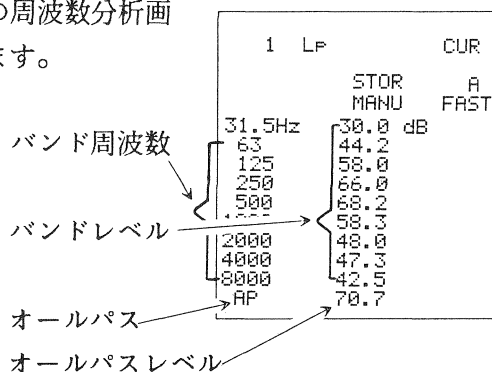 の周波数分析画
ます。
1 Lp CUR
STOR A
MANU FAST
バンド周波数
バンドレベル
オールパス
オールパスレベル
31.5Hz 30.0 dB
63 44.2
125 58.0
250 66.0
500 68.2
58.3
2000 48.0
4000 47.3
8000 42.5
AP 70.7